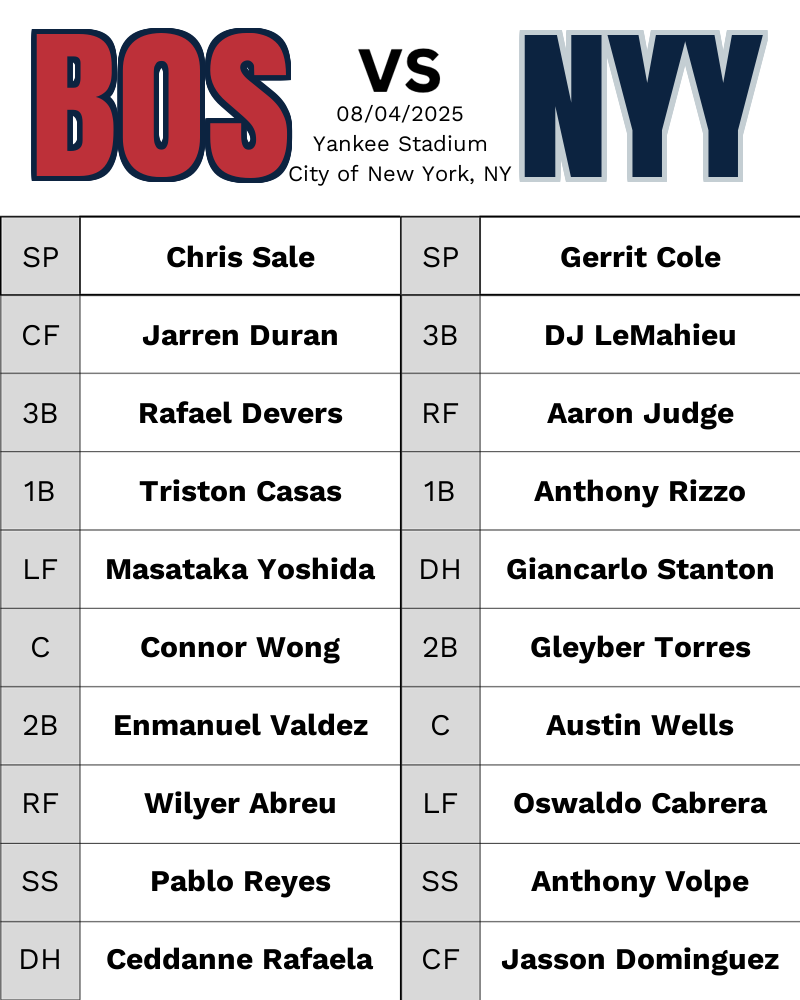 BOS
VS
NYY
08/04/2025
Yankee Stadium
City of New York, NY
SP Chris Sale SP Gerrit Cole
CF Jarren Duran 3B DJ LeMahieu
3B Rafael Devers RF Aaron Judge
1B Triston Casas 1B Anthony Rizzo
LF Masataka Yoshida DH Giancarlo Stanton
C Connor Wong 2B Gleyber Torres
2B Enmanuel Valdez C Austin Wells
RF Wilyer Abreu LF Oswaldo Cabrera
SS Pablo Reyes SS Anthony Volpe
DH Ceddanne Rafaela CF Jasson Dominguez